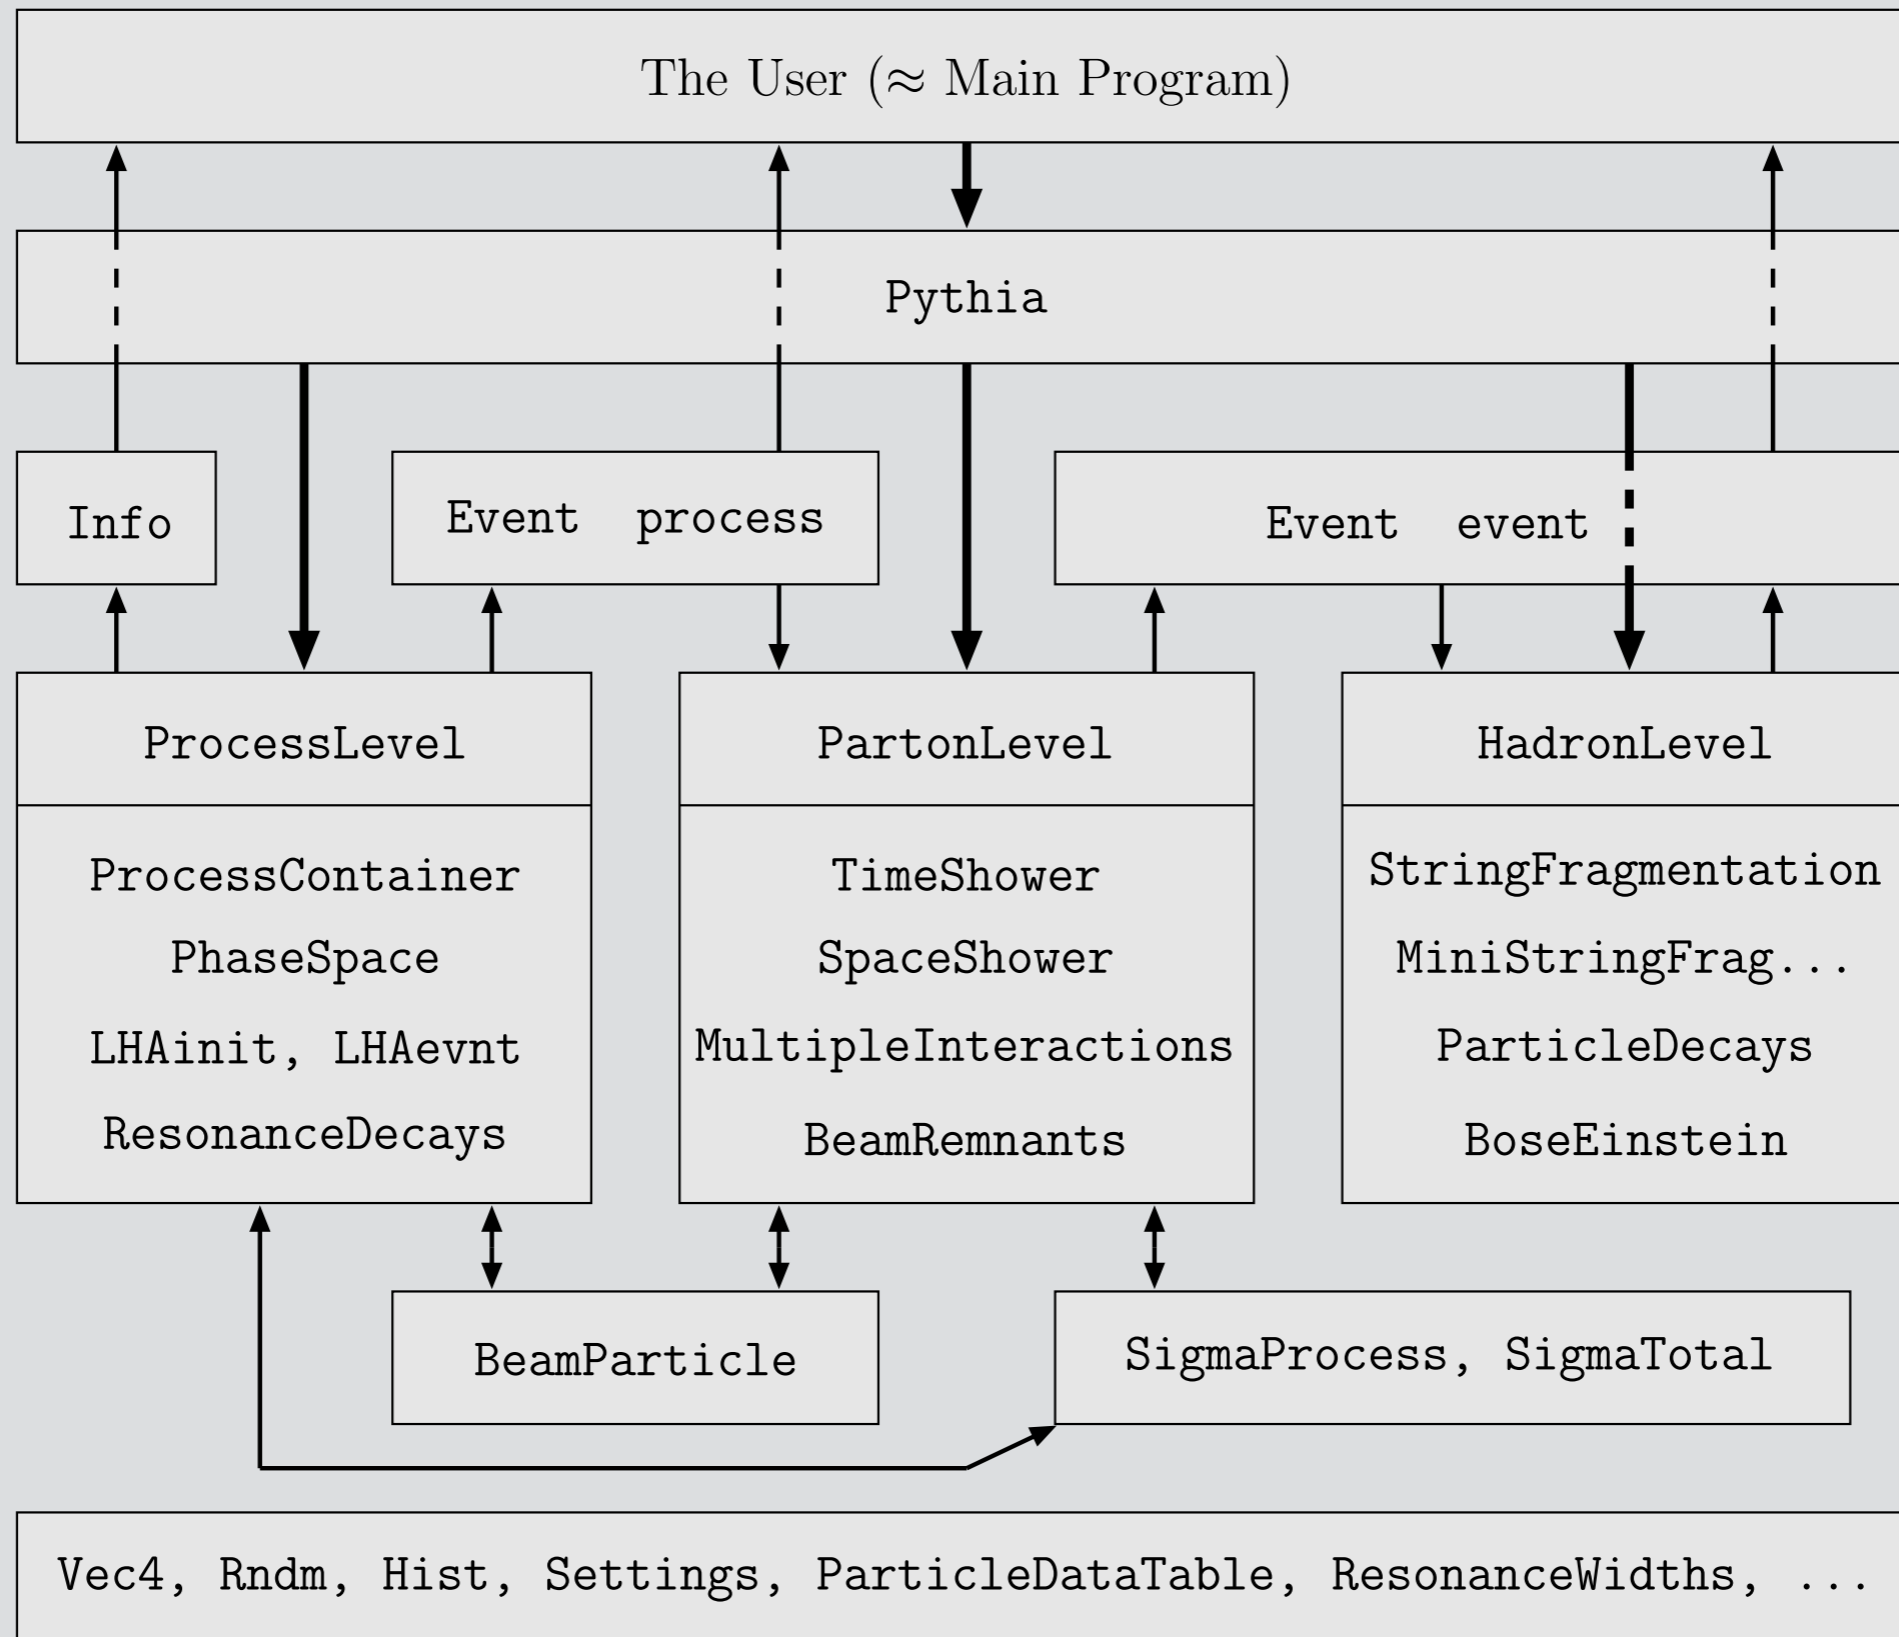 The User (≈ Main Program)
Pythia
Info
Event process
Event event
ProcessLevel
ProcessContainer
PhaseSpace
LHAinit, LHAevnt
ResonanceDecays
PartonLevel
TimeShower
SpaceShower
MultipleInteractions
BeamRemnants
HadronLevel
StringFragmentation
MiniStringFrag...
ParticleDecays
BoseEinstein
BeamParticle
SigmaProcess, SigmaTotal
Vec4, Rndm, Hist, Settings, ParticleDataTable, ResonanceWidths, ...